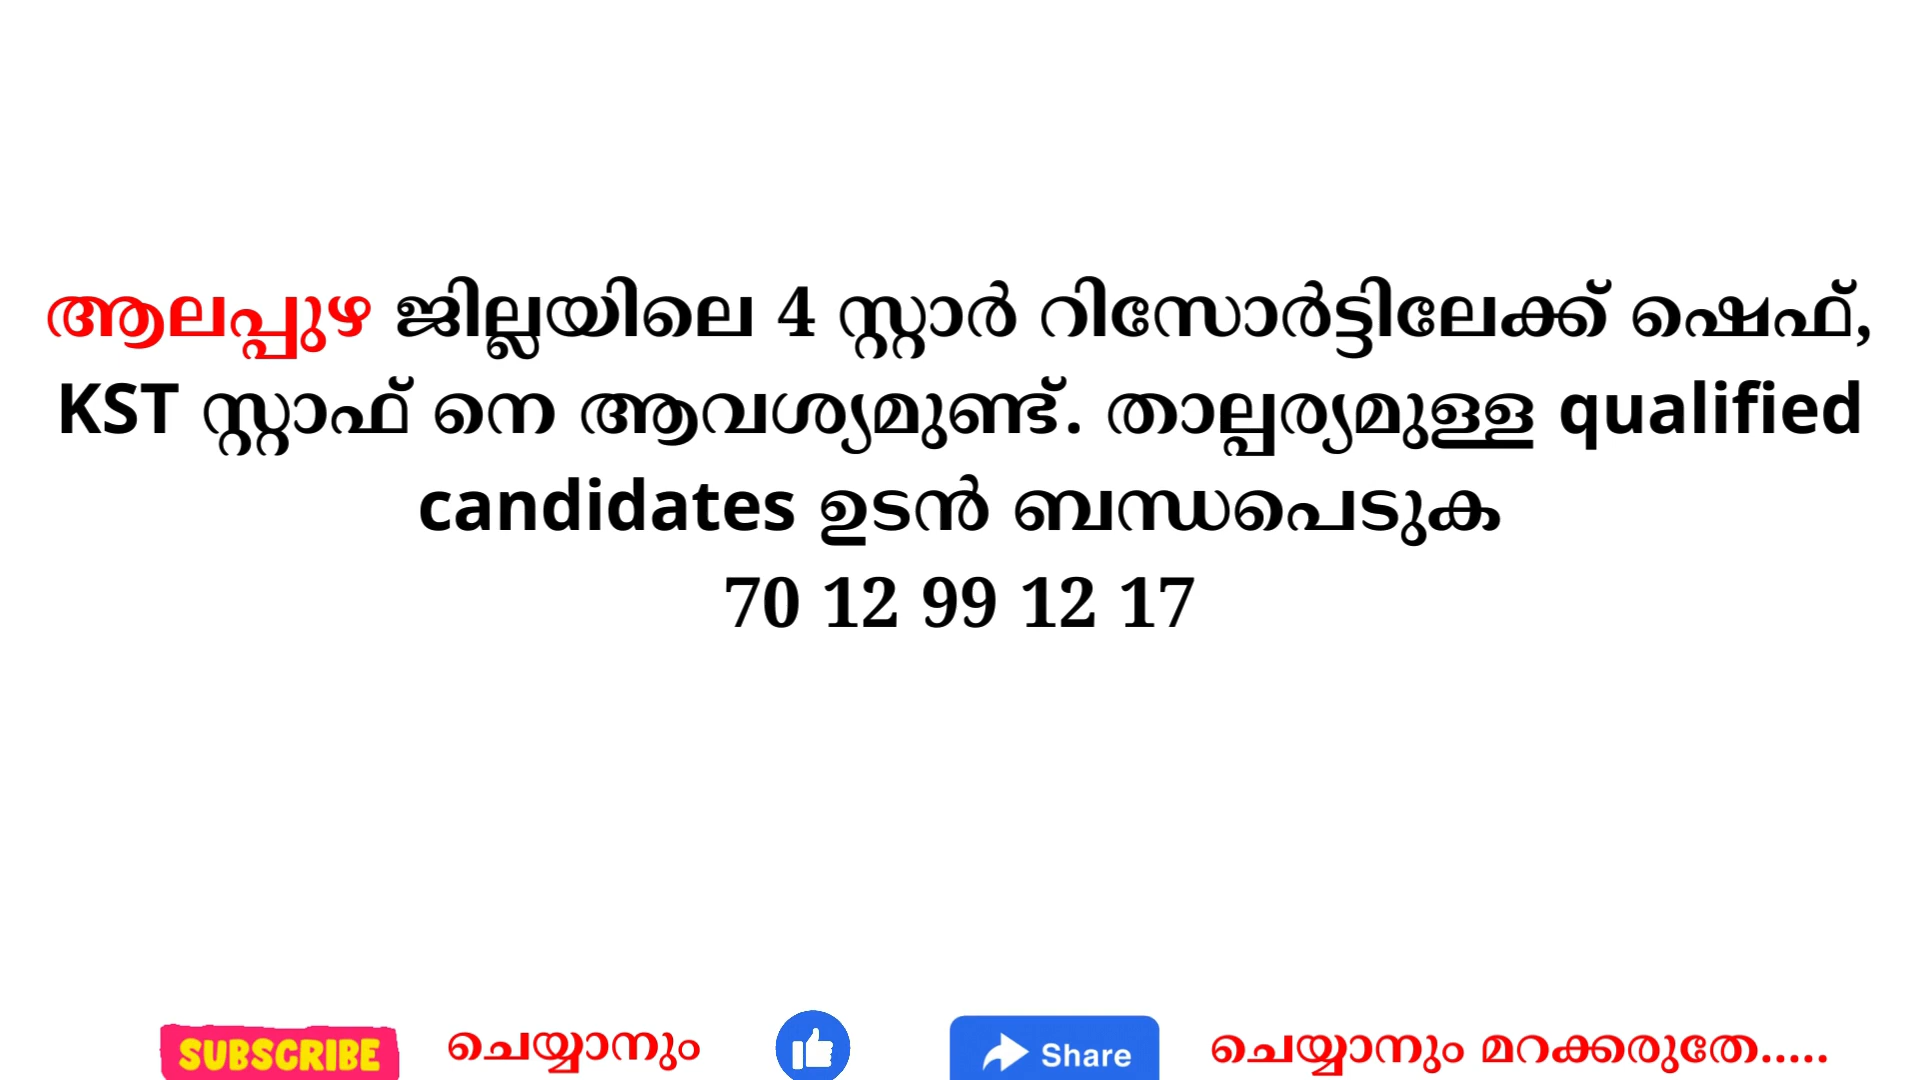 ആലപ്പുഴ ജില്ലയിലെ 4 സ്റ്റാർ റിസോർട്ടിലേക്ക് ഷെഫ്,
KST സ്റ്റാഫ് നെ ആവശ്യമുണ്ട്. താല്പര്യമുള്ള qualified
candidates ഉടൻ ബന്ധപെടുക
70 12 99 12 17
SUBSCRIBE ചെയ്യാനും Share ചെയ്യാനും മറക്കരുതേ.....